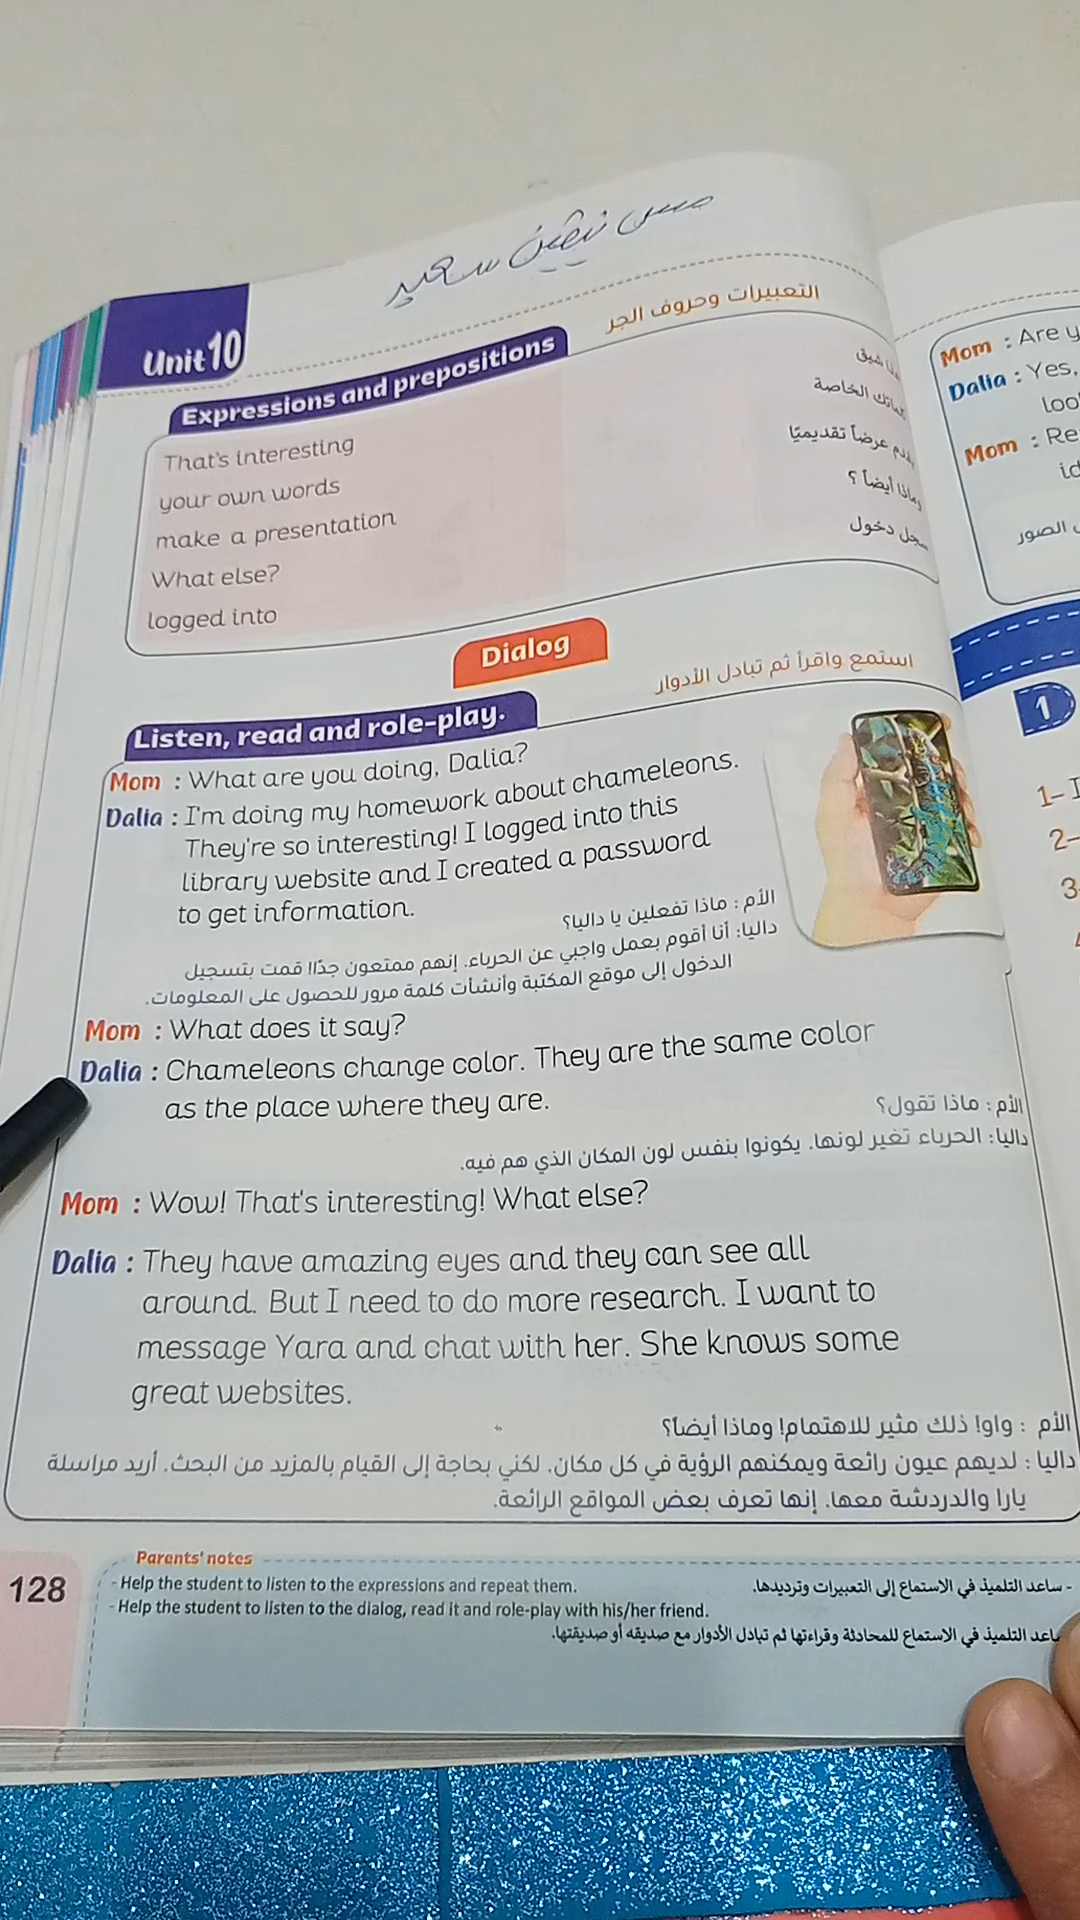 مس نيفين سعيد
Unit 10
Expressions and prepositions
التعبيرات وحروف الجر
That's interesting
شيق
your own words
كلماتك الخاصة
make a presentation
يقدم عرضاً تقديميًا
What else?
وماذا أيضاً ؟
logged into
سجل دخول
Dialog
Listen, read and role-play.
استمع واقرأ ثم تبادل الأدوار
Mom : What are you doing, Dalia?
Dalia : I'm doing my homework about chameleons.
They're so interesting! I logged into this
library website and I created a password
to get information.
الأم : ماذا تفعلين يا داليا؟
داليا: أنا أقوم بعمل واجبي عن الحرباء. إنهم ممتعون جدًا! قمت بتسجيل
الدخول إلى موقع المكتبة وأنشأت كلمة مرور للحصول على المعلومات.
Mom : What does it say?
Dalia : Chameleons change color. They are the same color
as the place where they are.
الأم : ماذا تقول؟
داليا: الحرباء تغير لونها. يكونوا بنفس لون المكان الذي هم فيه.
Mom : Wow! That's interesting! What else?
Dalia : They have amazing eyes and they can see all
around. But I need to do more research. I want to
message Yara and chat with her. She knows some
great websites.
الأم : واو! ذلك مثير للاهتمام! وماذا أيضاً؟
داليا : لديهم عيون رائعة ويمكنهم الرؤية في كل مكان. لكني بحاجة إلى القيام بالمزيد من البحث. أريد مراسلة
يارا والدردشة معها. إنها تعرف بعض المواقع الرائعة.
128
Parents' notes
- Help the student to listen to the expressions and repeat them.
- ساعد التلميذ في الاستماع إلى التعبيرات وترديدها.
- Help the student to listen to the dialog, read it and role-play with his/her friend.
ساعد التلميذ في الاستماع للمحادثة وقراءتها ثم تبادل الأدوار مع صديقه أو صديقتها.
Mom : Are
Dalia : Yes,
Mom :
الصور
1
1-
2-
3-